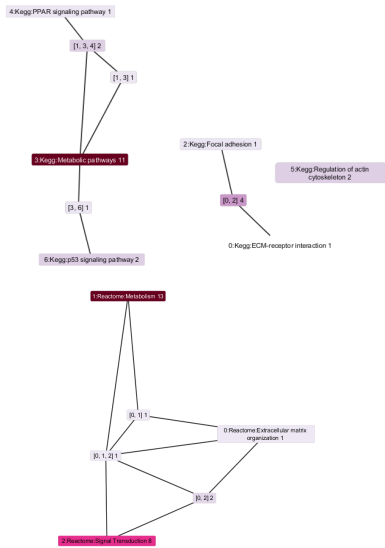 4:Kegg:PPAR signaling pathway 1
[1, 3, 4] 2
[1, 3] 1
3:Kegg:Metabolic pathways 11
2:Kegg:Focal adhesion 1
5:Kegg:Regulation of actin
cytoskeleton 2
[0, 2] 4
[3, 6] 1
0:Kegg:ECM-receptor interaction 1
6:Kegg:p53 signaling pathway 2
1:Reactome:Metabolism 13
[0, 1] 1
0:Reactome:Extracellular matrix
organization 1
[0, 1, 2] 1
[0, 2] 2
2:Reactome:Signal Transduction 8